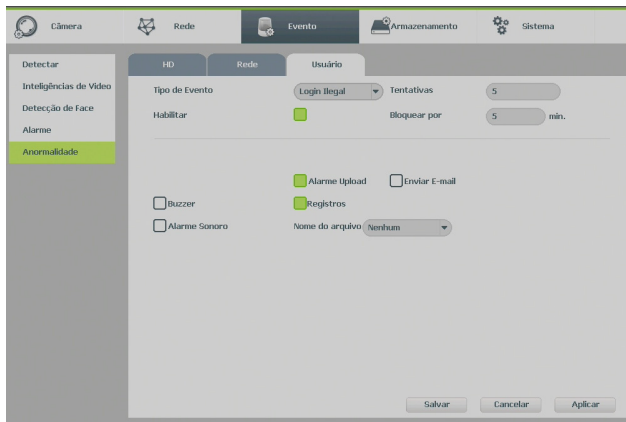 Câmera Rede Evento Armazenamento Sistema
Detectar
Inteligências de Video
Detecção de Face
Alarme
Anormalidade
HD Rede Usuário
Tipo de Evento Login Ilegal Tentativas 5
Habilitar Bloquear por 5 min.
Alarme Upload Enviar E-mail
Buzzer Registros
Alarme Sonoro Nome do arquivo Nenhum
Salvar Cancelar Aplicar